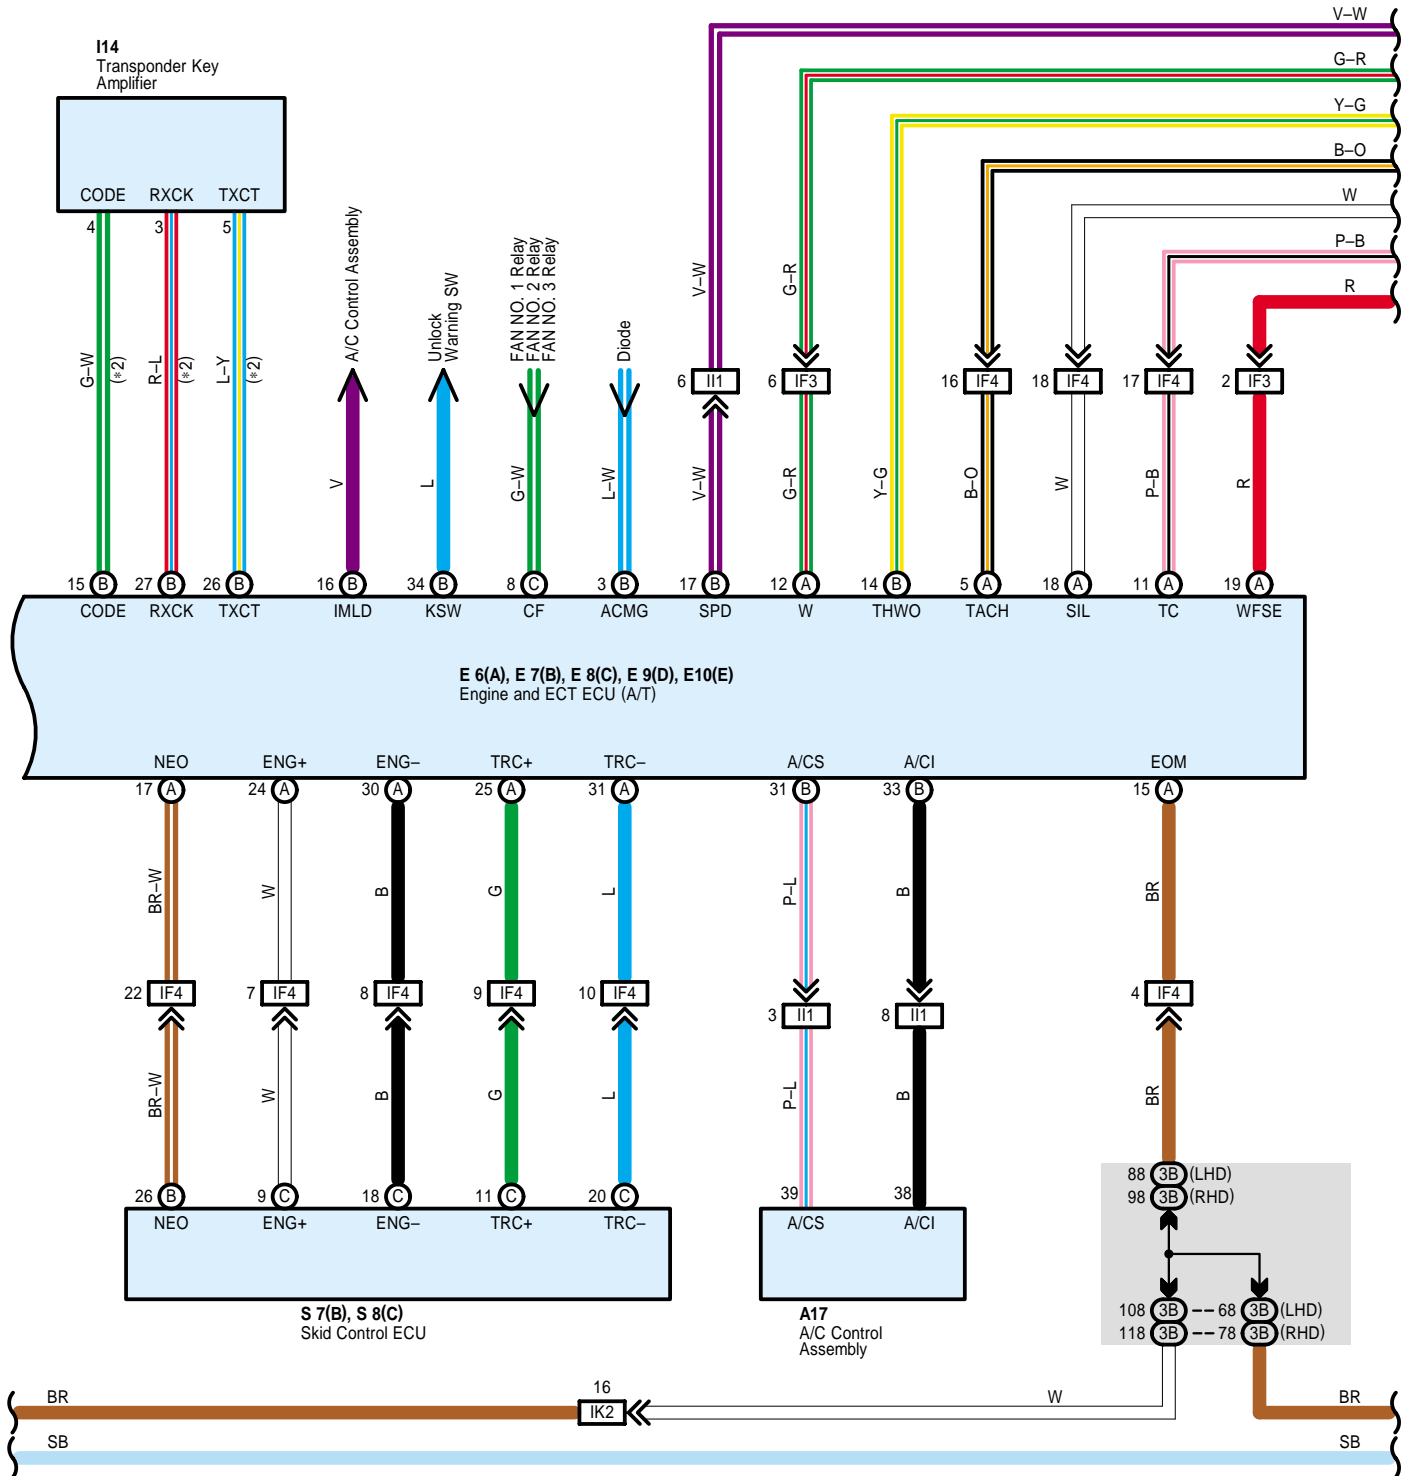 V–W
G–R
Y–G
B–O
W
P–B
R
I14
Transponder Key
Amplifier
CODE RXCK TXCT
4 3 5
G–W
(*2)
R–L
(*2)
L–Y
(*2)
A/C Control Assembly
Unlock
Warning SW
FAN NO. 1 Relay
FAN NO. 2 Relay
FAN NO. 3 Relay
Diode
V–W
G–R
6 II1
6 IF3
16 IF4
18 IF4
17 IF4
2 IF3
V
L
G–W
L–W
V–W
G–R
Y–G
B–O
W
P–B
R
15 B 27 B 26 B 16 B 34 B 8 C 3 B 17 B 12 A 14 B 5 A 18 A 11 A 19 A
CODE RXCK TXCT IMLD KSW CF ACMG SPD W THWO TACH SIL TC WFSE
E 6(A), E 7(B), E 8(C), E 9(D), E10(E)
Engine and ECT ECU (A/T)
NEO ENG+ ENG– TRC+ TRC– A/CS A/CI EOM
17 A 24 A 30 A 25 A 31 A 31 B 33 B 15 A
BR–W
W
B
G
L
P–L
B
BR
22 IF4 7 IF4 8 IF4 9 IF4 10 IF4 3 II1 8 II1 4 IF4
BR–W
W
B
G
L
P–L
B
BR
88 3B (LHD)
98 3B (RHD)
26 B 9 C 18 C 11 C 20 C 39 38
NEO ENG+ ENG– TRC+ TRC– A/CS A/CI
S 7(B), S 8(C)
Skid Control ECU
A17
A/C Control
Assembly
108 3B 68 3B (LHD)
118 3B 78 3B (RHD)
BR
16
IK2
W
BR
SB
SB